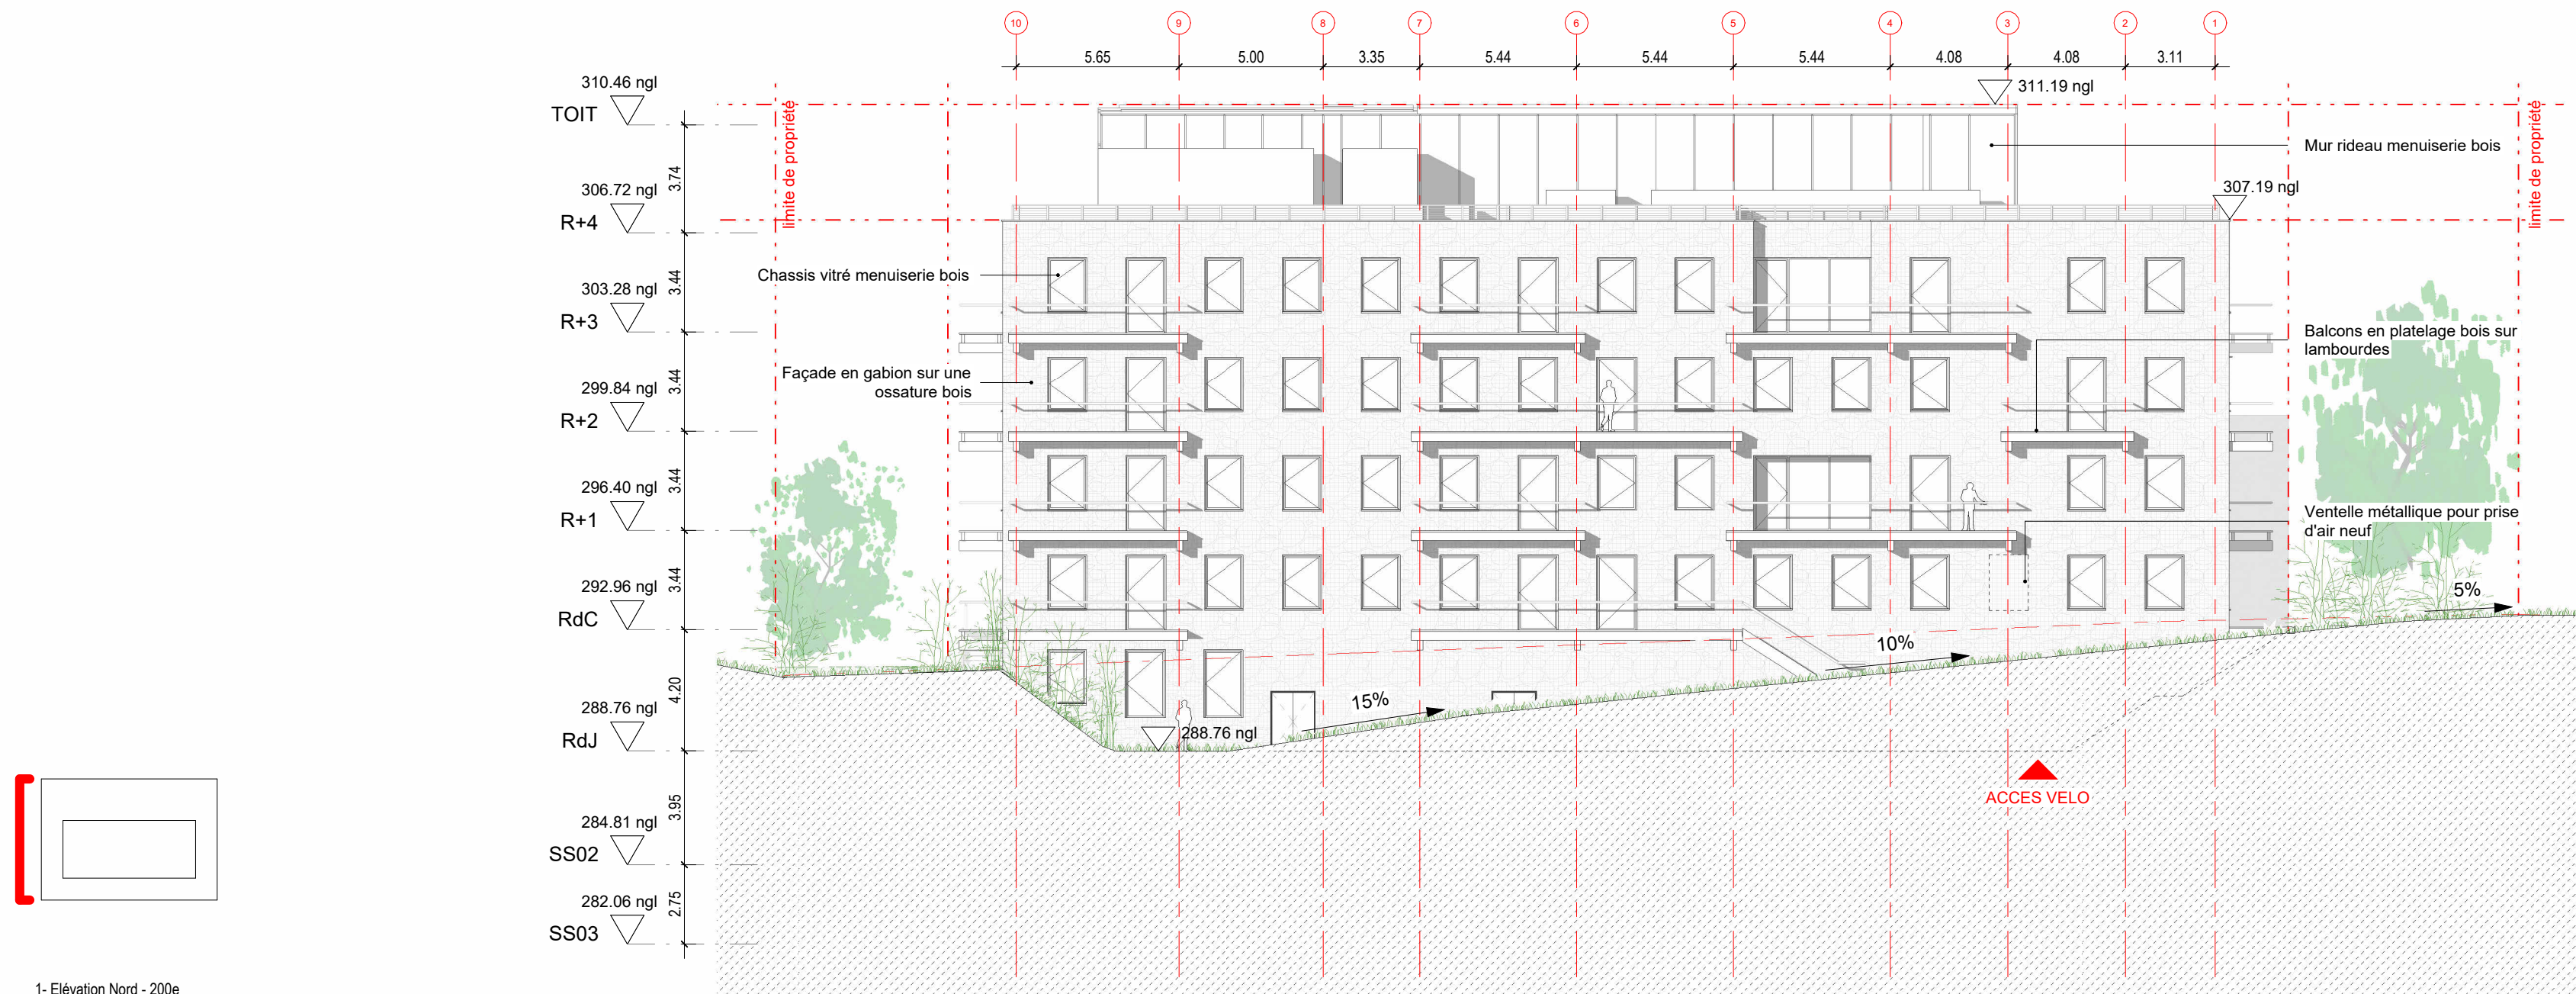 10 9 8 7 6 5 4 3 2 1
5.65 5.00 3.35 5.44 5.44 5.44 4.08 4.08 3.11
310.46 ngl
TOIT
311.19 ngl
limite de propriété
limite de propriété
Mur rideau menuiserie bois
3.74
306.72 ngl
R+4
307.19 ngl
3.44
Chassis vitré menuiserie bois
303.28 ngl
R+3
Balcons en platelage bois sur
lambourdes
3.44
Façade en gabion sur une
ossature bois
299.84 ngl
R+2
3.44
296.40 ngl
R+1
Ventelle métallique pour prise
d'air neuf
3.44
292.96 ngl
RdC
5%
10%
15%
4.20
288.76 ngl
RdJ
288.76 ngl
ACCES VELO
3.95
284.81 ngl
SS02
2.75
282.06 ngl
SS03
1- Elévation Nord - 200e